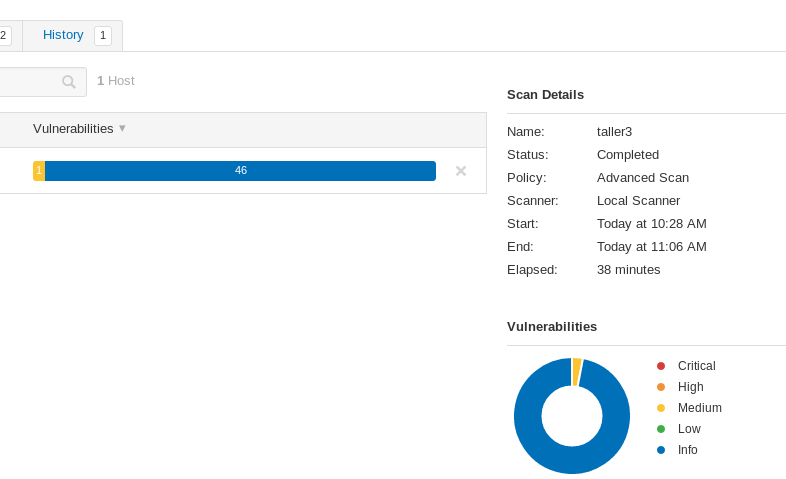 2
History 1
1 Host
Vulnerabilities ▼
1 46
Scan Details
Name: taller3
Status: Completed
Policy: Advanced Scan
Scanner: Local Scanner
Start: Today at 10:28 AM
End: Today at 11:06 AM
Elapsed: 38 minutes
Vulnerabilities
Critical
High
Medium
Low
Info